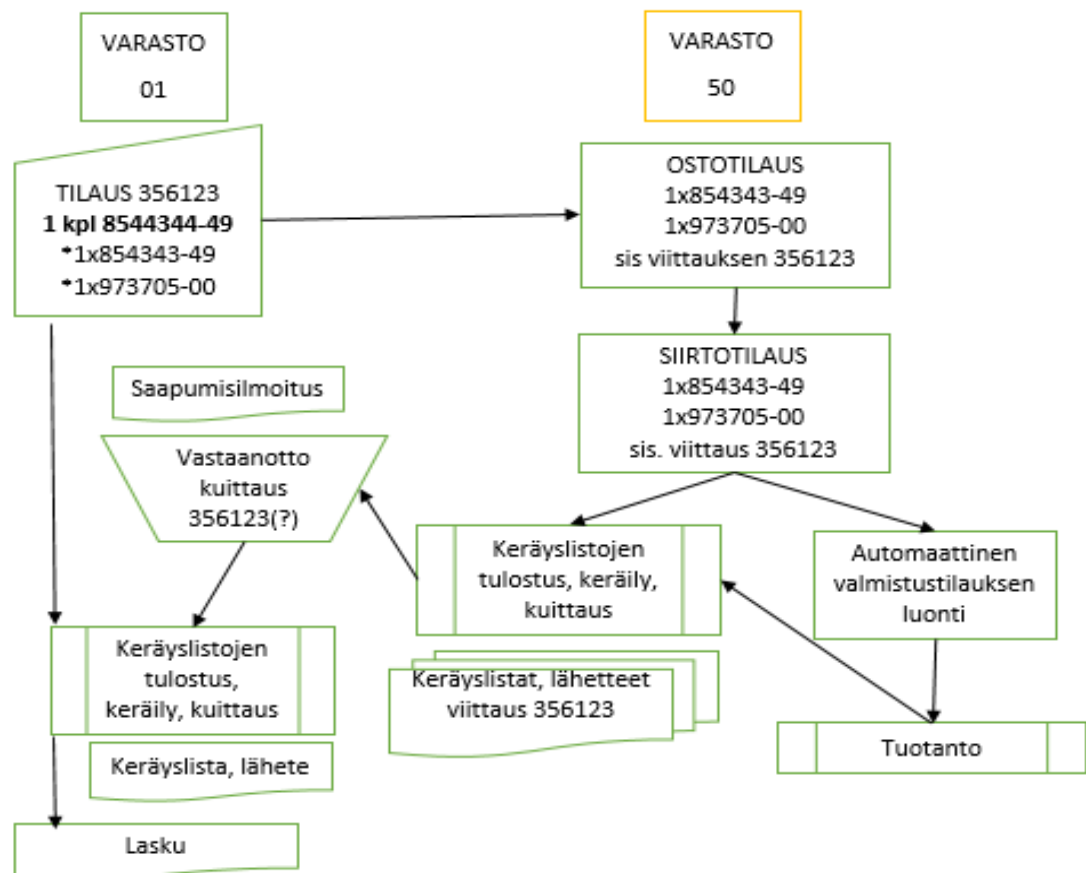 VARASTO
01
VARASTO
50
TILAUS 356123
1 kpl 8544344-49
*1x854343-49
*1x973705-00
OSTOTILAUS
1x854343-49
1x973705-00
sis viittauksen 356123
SIIRTOTILAUS
1x854343-49
1x973705-00
sis. viittaus 356123
Saapumisilmoitus
Vastaanotto
kuittaus
356123(?)
Keräyslistojen
tulostus, keräily,
kuittaus
Automaattinen
valmistustilauksen
luonti
Keräyslistojen
tulostus,
keräily, kuittaus
Keräyslistat, lähetteet
viittaus 356123
Tuotanto
Keräyslista, lähete
Lasku